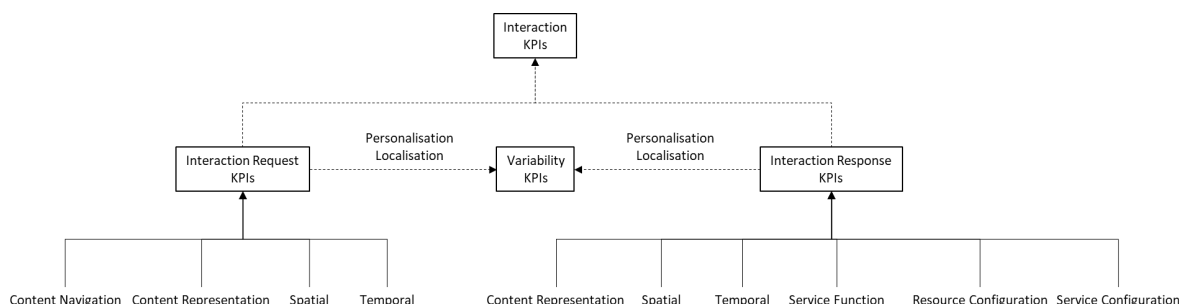 Interaction
KPIs
Personalisation
Localisation
Personalisation
Localisation
Interaction Request
KPIs
Variability
KPIs
Interaction Response
KPIs
Content Navigation
Content Representation
Spatial
Temporal
Content Representation
Spatial
Temporal
Service Function
Resource Configuration
Service Configuration